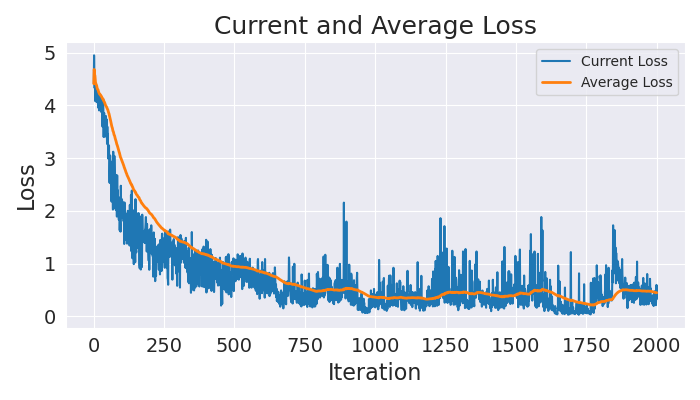 Current and Average Loss
5
4
3
2
1
0
Loss
Current Loss
Average Loss
0 250 500 750 1000 1250 1500 1750 2000
Iteration